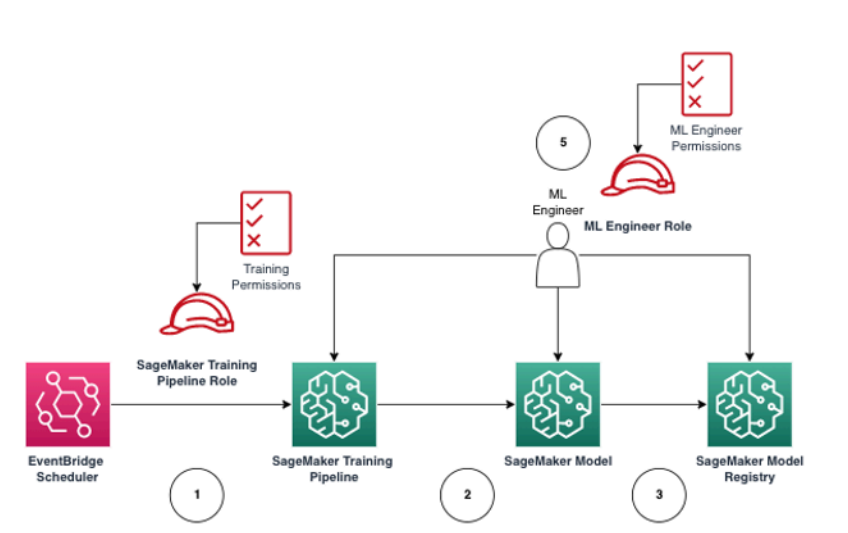 ML Engineer
Permissions
5
ML
Engineer
ML Engineer Role
Training
Permissions
SageMaker Training
Pipeline Role
EventBridge
Scheduler
SageMaker Training
Pipeline
SageMaker Model
SageMaker Model
Registry
1
2
3